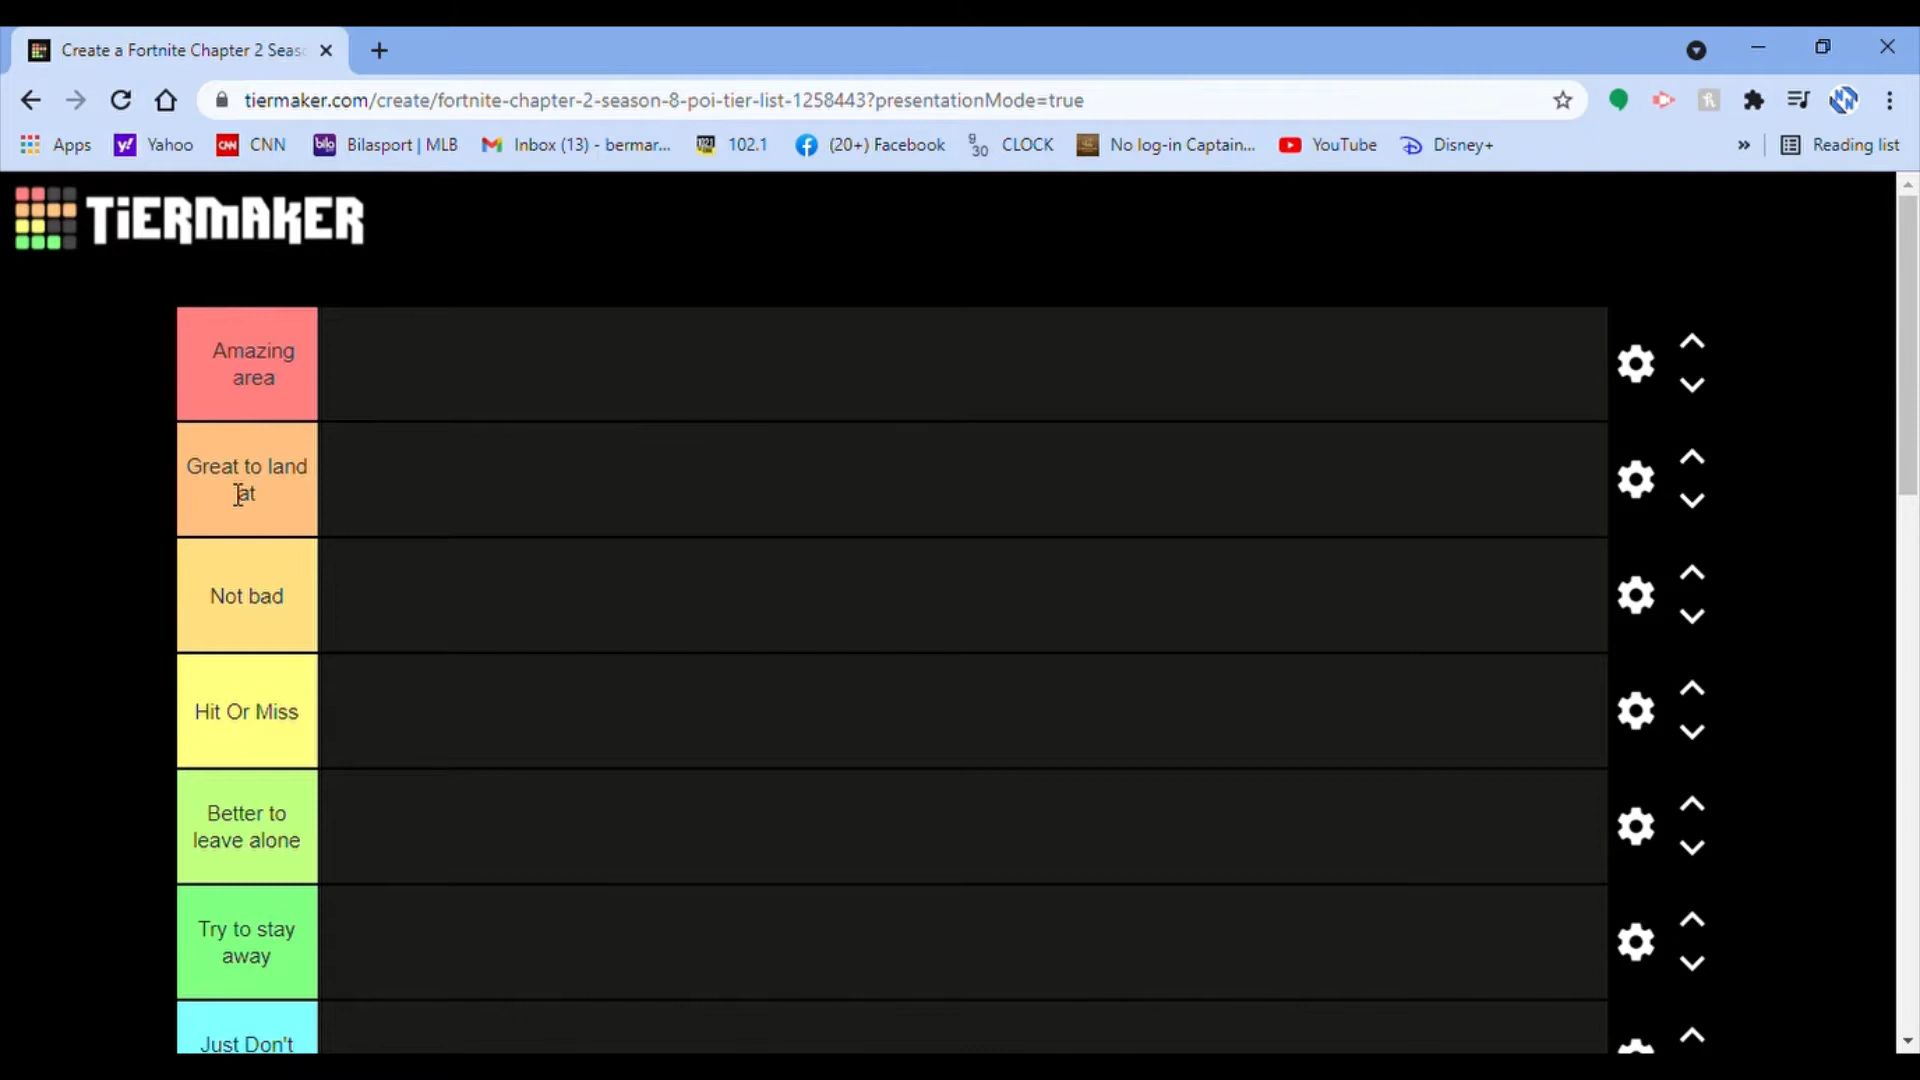 Create a Fortnite Chapter 2 Seas
tiermaker.com/create/fortnite-chapter-2-season-8-poi-tier-list-1258443?presentationMode=true
Apps Yahoo CNN Bilasport | MLB Inbox (13) - bermar... 102.1 (20+) Facebook CLOCK No log-in Captain... YouTube Disney+ » Reading list
TiERMAKER
Amazing
area
Great to land
at
Not bad
Hit Or Miss
Better to
leave alone
Try to stay
away
Just Don't